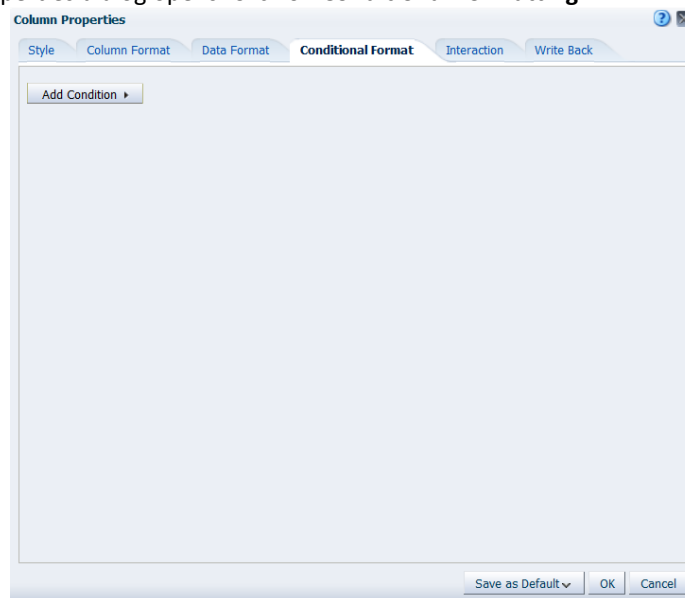 Column Properties
Style Column Format Data Format Conditional Format Interaction Write Back
Add Condition
Save as Default OK Cancel